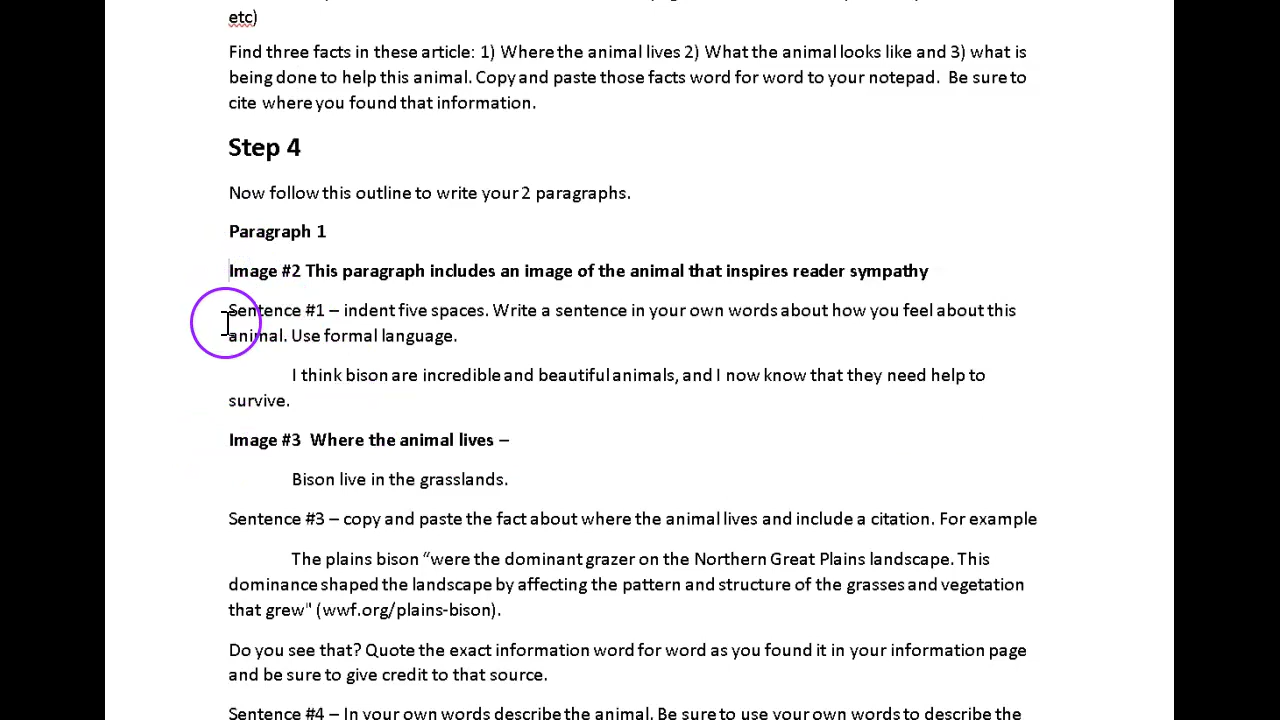 etc)
Find three facts in these article: 1) Where the animal lives 2) What the animal looks like and 3) what is
being done to help this animal. Copy and paste those facts word for word to your notepad.  Be sure to
cite where you found that information.
Step 4
Now follow this outline to write your 2 paragraphs.
Paragraph 1
Image #2 This paragraph includes an image of the animal that inspires reader sympathy
Sentence #1 – indent five spaces. Write a sentence in your own words about how you feel about this
animal. Use formal language.
I think bison are incredible and beautiful animals, and I now know that they need help to
survive.
Image #3  Where the animal lives –
Bison live in the grasslands.
Sentence #3 – copy and paste the fact about where the animal lives and include a citation. For example
The plains bison “were the dominant grazer on the Northern Great Plains landscape. This
dominance shaped the landscape by affecting the pattern and structure of the grasses and vegetation
that grew" (wwf.org/plains-bison).
Do you see that? Quote the exact information word for word as you found it in your information page
and be sure to give credit to that source.
Sentence #4 – In your own words describe the animal. Be sure to use your own words to describe the